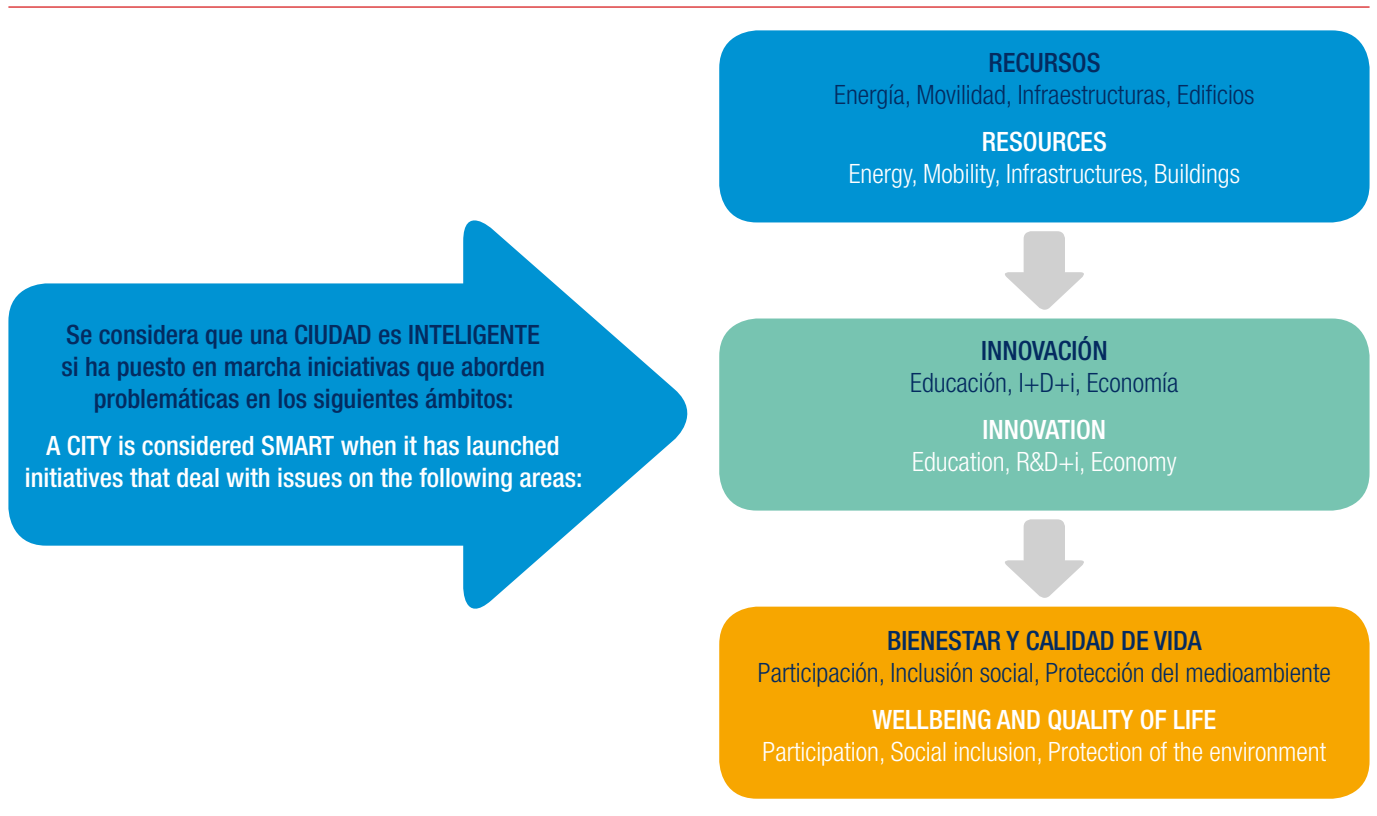 Se considera que una CIUDAD es INTELIGENTE
si ha puesto en marcha iniciativas que aborden
problemáticas en los siguientes ámbitos:
A CITY is considered SMART when it has launched
initiatives that deal with issues on the following areas:
RECURSOS
Energía, Movilidad, Infraestructuras, Edificios
RESOURCES
Energy, Mobility, Infrastructures, Buildings
INNOVACIÓN
Educación, I+D+i, Economía
INNOVATION
Education, R&D+i, Economy
BIENESTAR Y CALIDAD DE VIDA
Participación, Inclusión social, Protección del medioambiente
WELLBEING AND QUALITY OF LIFE
Participation, Social inclusion, Protection of the environment